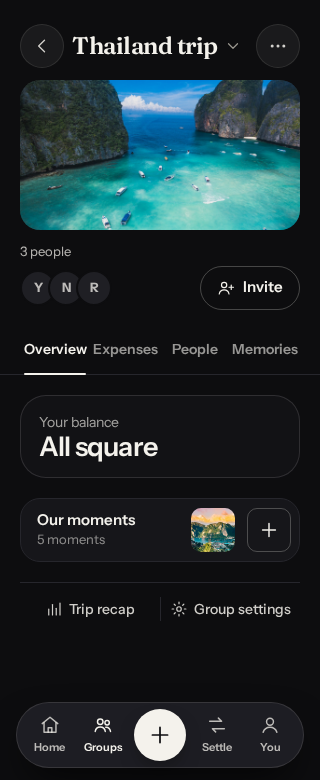 Thailand trip
3 people
Y N R
Invite
Overview Expenses People Memories
Your balance
All square
Our moments
5 moments
Trip recap Group settings
Home Groups Settle You